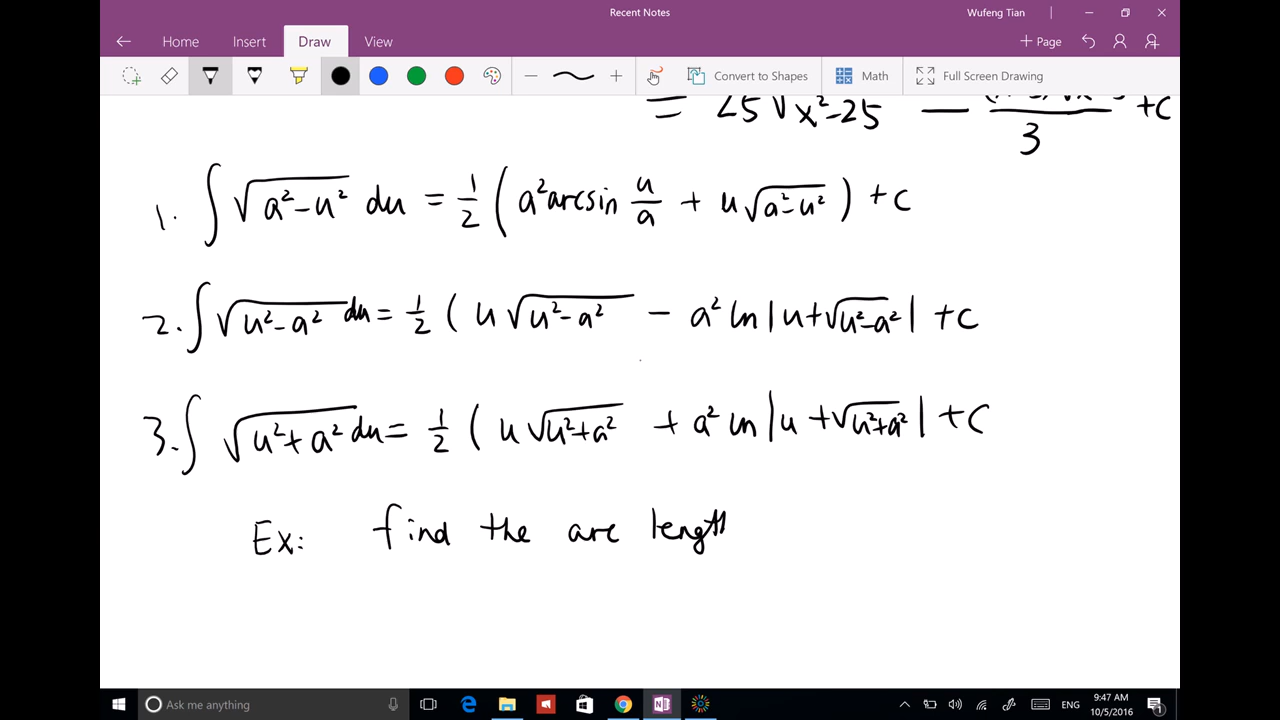 Recent Notes
Wufeng Tian
Home Insert Draw View + Page
Convert to Shapes Math Full Screen Drawing
= 25√x²-25 − 3 + c
1. ∫ √a²−u² du = 1/2 ( a² arcsin u/a + u√a²−u² ) + c
2. ∫ √u²−a² du = 1/2 ( u√u²−a² − a² ln|u+√u²−a²| + c
3. ∫ √u²+a² du = 1/2 ( u√u²+a² + a² ln|u+√u²+a²| + c
Ex: find the arc length
Ask me anything
ENG
9:47 AM
10/5/2016
1